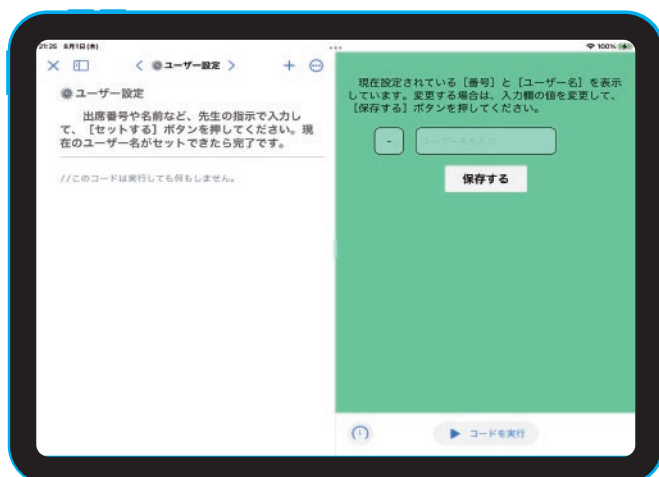 21:25 8月1日(木)
100%
ユーザー設定
ユーザー設定
出席番号や名前など、先生の指示で入力し
て、［セットする］ボタンを押してください。現
在のユーザー名がセットできたら完了です。
//このコードは実行しても何もしません。
現在設定されている［番号］と［ユーザー名］を表示
しています。変更する場合は、入力欄の値を変更して、
［保存する］ボタンを押してください。
-
ユーザー名を入力
保存する
コードを実行